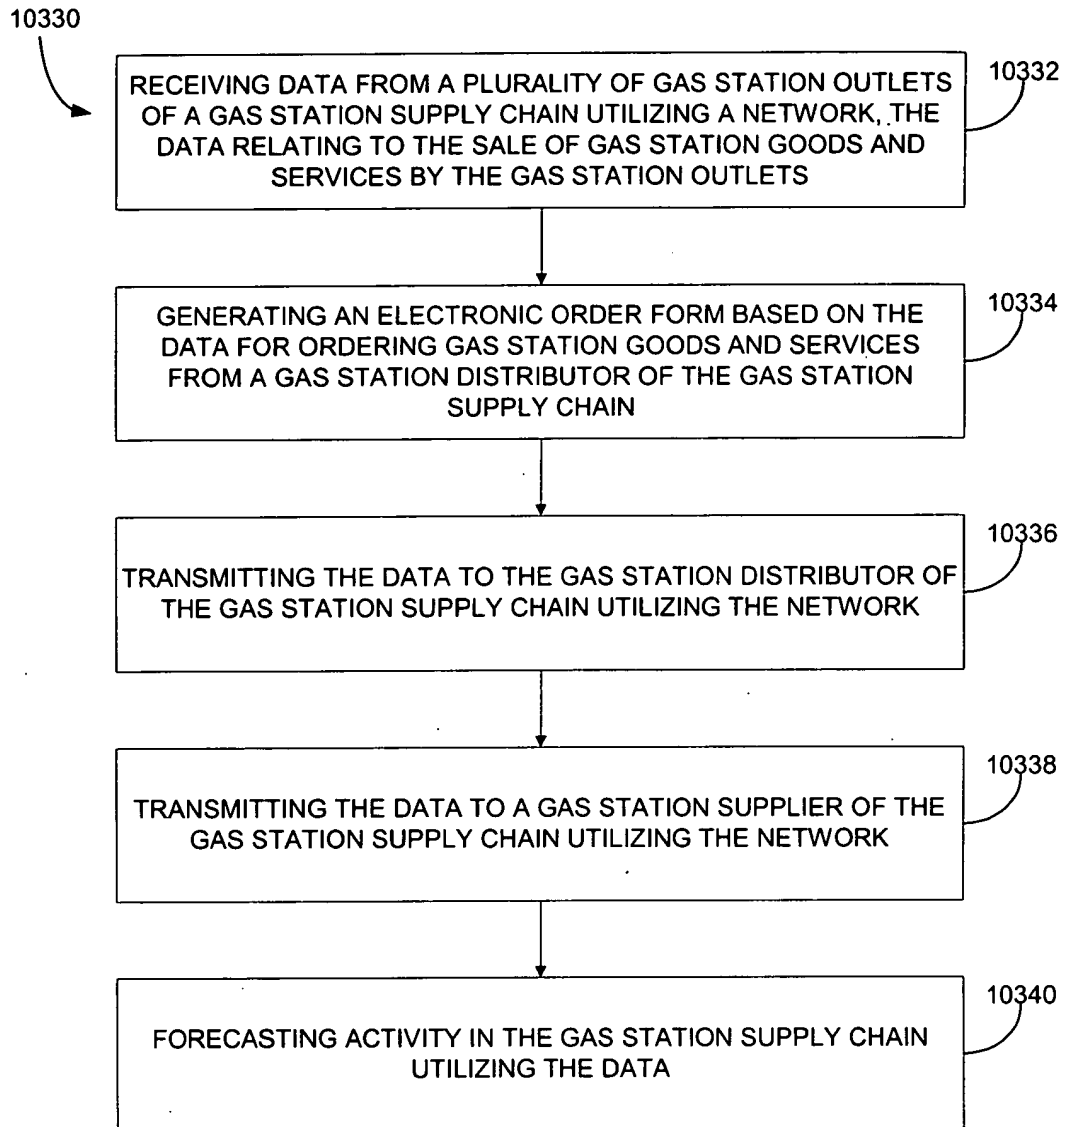 10330
RECEIVING DATA FROM A PLURALITY OF GAS STATION OUTLETS
OF A GAS STATION SUPPLY CHAIN UTILIZING A NETWORK, THE
DATA RELATING TO THE SALE OF GAS STATION GOODS AND
SERVICES BY THE GAS STATION OUTLETS
10332
GENERATING AN ELECTRONIC ORDER FORM BASED ON THE
DATA FOR ORDERING GAS STATION GOODS AND SERVICES
FROM A GAS STATION DISTRIBUTOR OF THE GAS STATION
SUPPLY CHAIN
10334
TRANSMITTING THE DATA TO THE GAS STATION DISTRIBUTOR OF
THE GAS STATION SUPPLY CHAIN UTILIZING THE NETWORK
10336
TRANSMITTING THE DATA TO A GAS STATION SUPPLIER OF THE
GAS STATION SUPPLY CHAIN UTILIZING THE NETWORK
10338
FORECASTING ACTIVITY IN THE GAS STATION SUPPLY CHAIN
UTILIZING THE DATA
10340